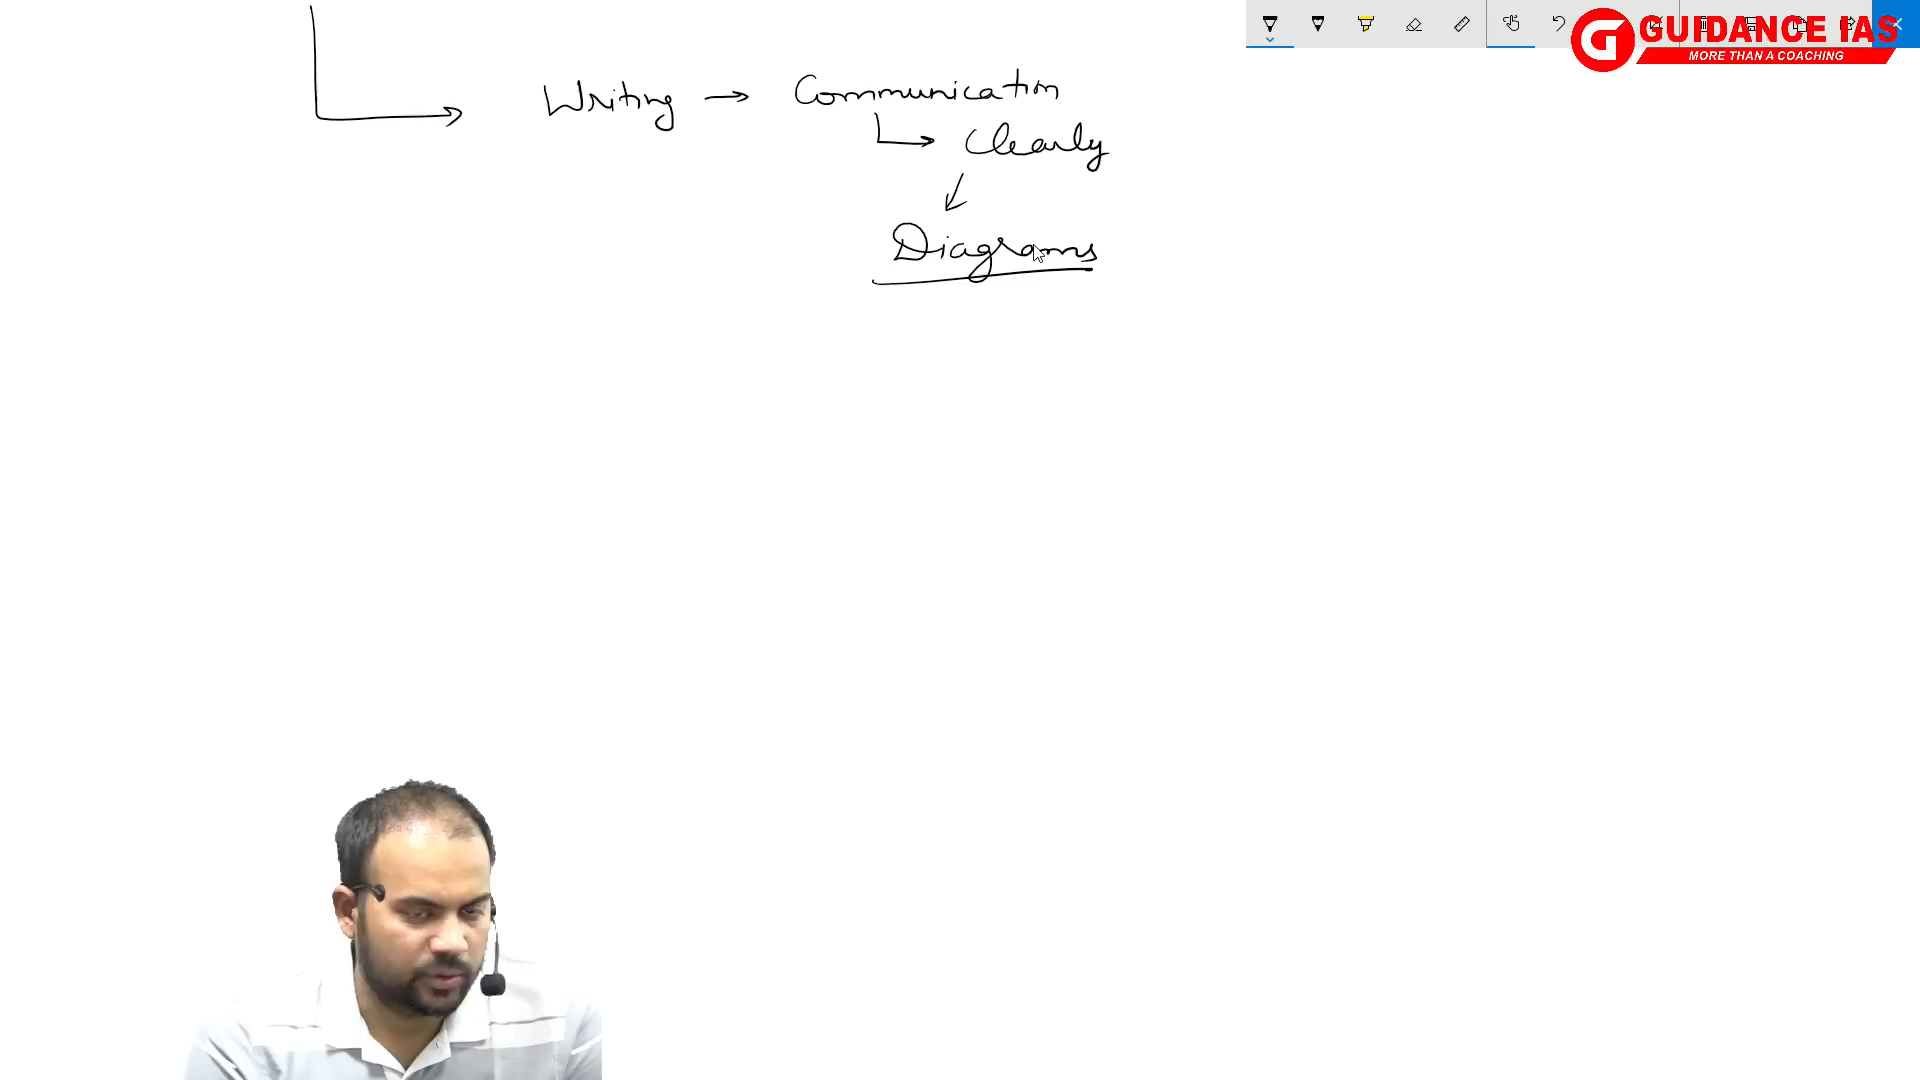 GUIDANCE IAS
MORE THAN A COACHING
Writing → Communication
Clearly
Diagrams